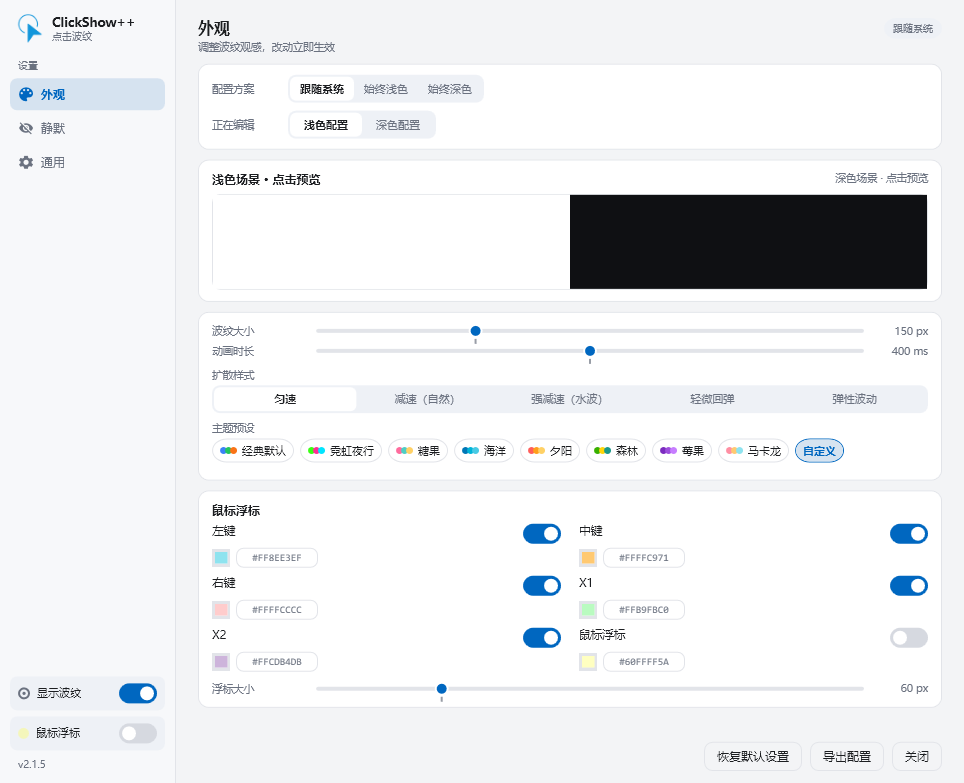 ClickShow++
点击波纹
设置
外观
静默
通用
显示波纹
鼠标浮标
v2.1.5
外观
调整波纹观感，改动立即生效
跟随系统
配置方案 跟随系统 始终浅色 始终深色
正在编辑 浅色配置 深色配置
浅色场景 • 点击预览 深色场景 · 点击预览
波纹大小 150 px
动画时长 400 ms
扩散样式
匀速 减速（自然） 强减速（水波） 轻微回弹 弹性波动
主题预设
经典默认 霓虹夜行 糖果 海洋 夕阳 森林 莓果 马卡龙 自定义
鼠标浮标
左键 中键
#FF8EE3EF #FFFFC971
右键 X1
#FFFFCCCC #FFB9FBC0
X2 鼠标浮标
#FFCDB4DB #60FFFF5A
浮标大小 60 px
恢复默认设置 导出配置 关闭